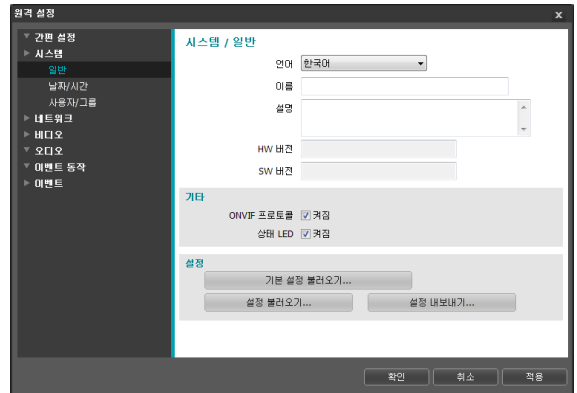 원격 설정
x
간편 설정
시스템
일반
날짜/시간
사용자/그룹
네트워크
비디오
오디오
이벤트 동작
이벤트
시스템 / 일반
언어 한국어
이름
설명
HW 버전
SW 버전
기타
ONVIF 프로토콜 켜짐
상태 LED 켜짐
설정
기본 설정 불러오기...
설정 불러오기... 설정 내보내기...
확인 취소 적용